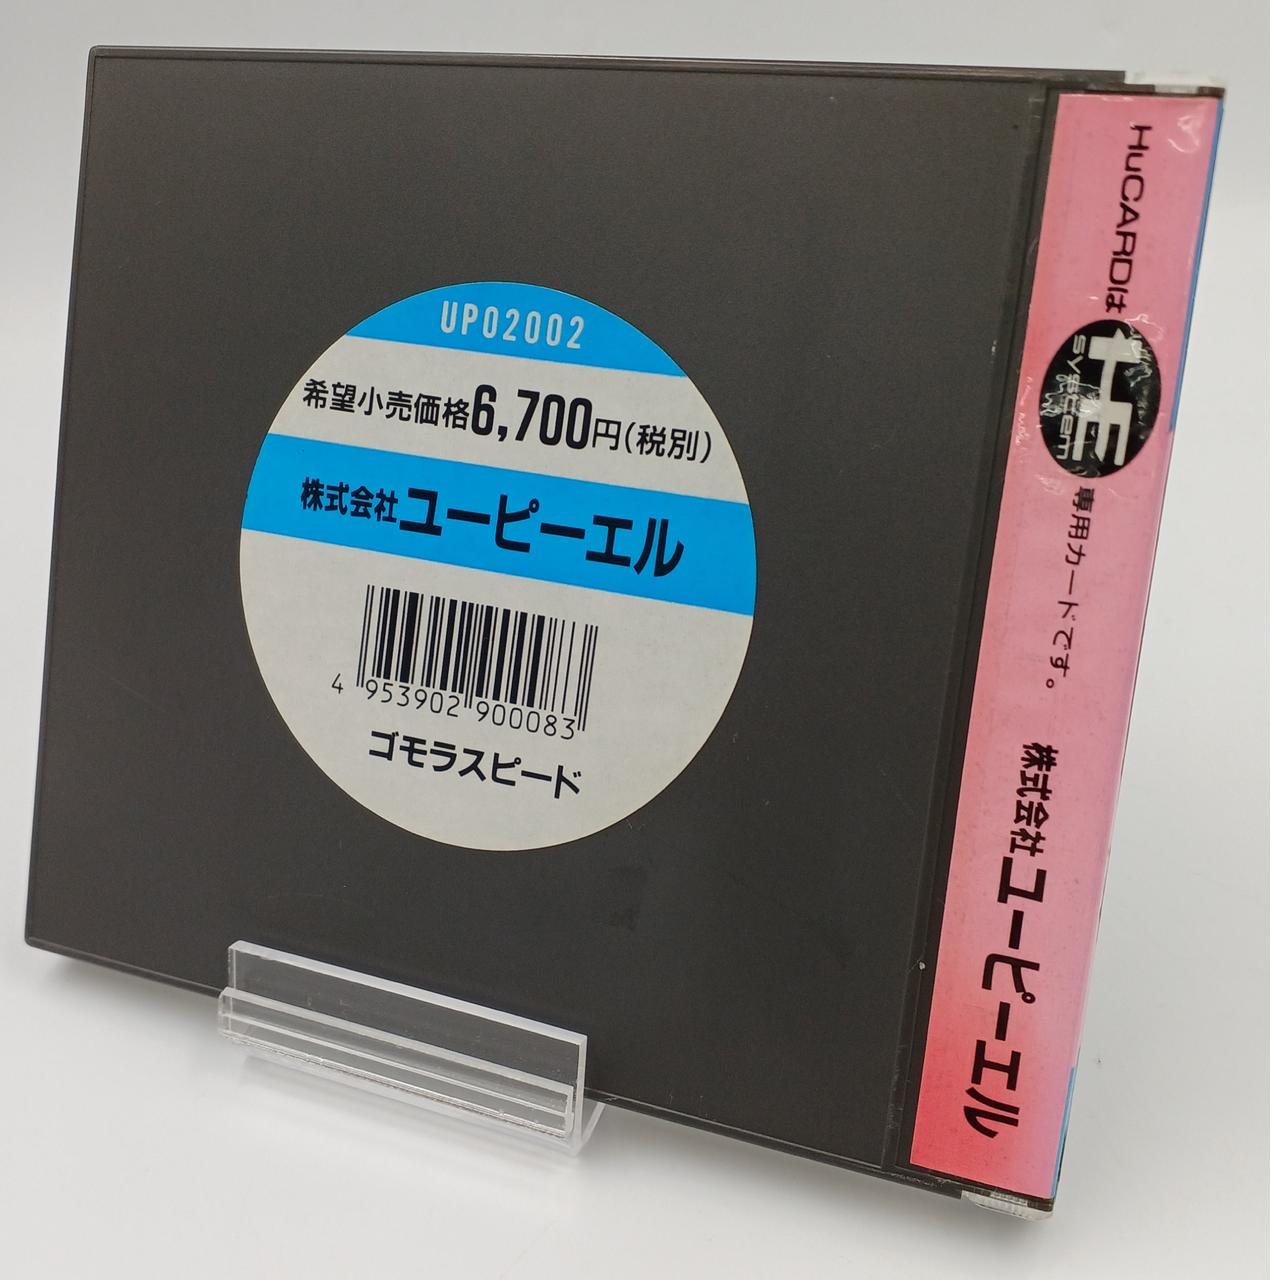 UP02002
希望小売価格6,700円(税別)
株式会社ユーピーエル
4 953902 900083
ゴモラスピード
HuCARDは HE SYSTEM 専用カードです。
株式会社ユーピーエル